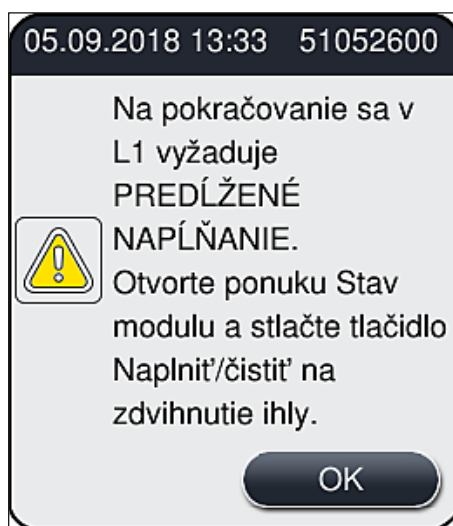 05.09.2018 13:33 51052600
Na pokračovanie sa v
L1 vyžaduje
PREDĹŽENÉ
NAPĹŇANIE.
Otvorte ponuku Stav
modulu a stlačte tlačidlo
Naplniť/čistiť na
zdvihnutie ihly.
OK